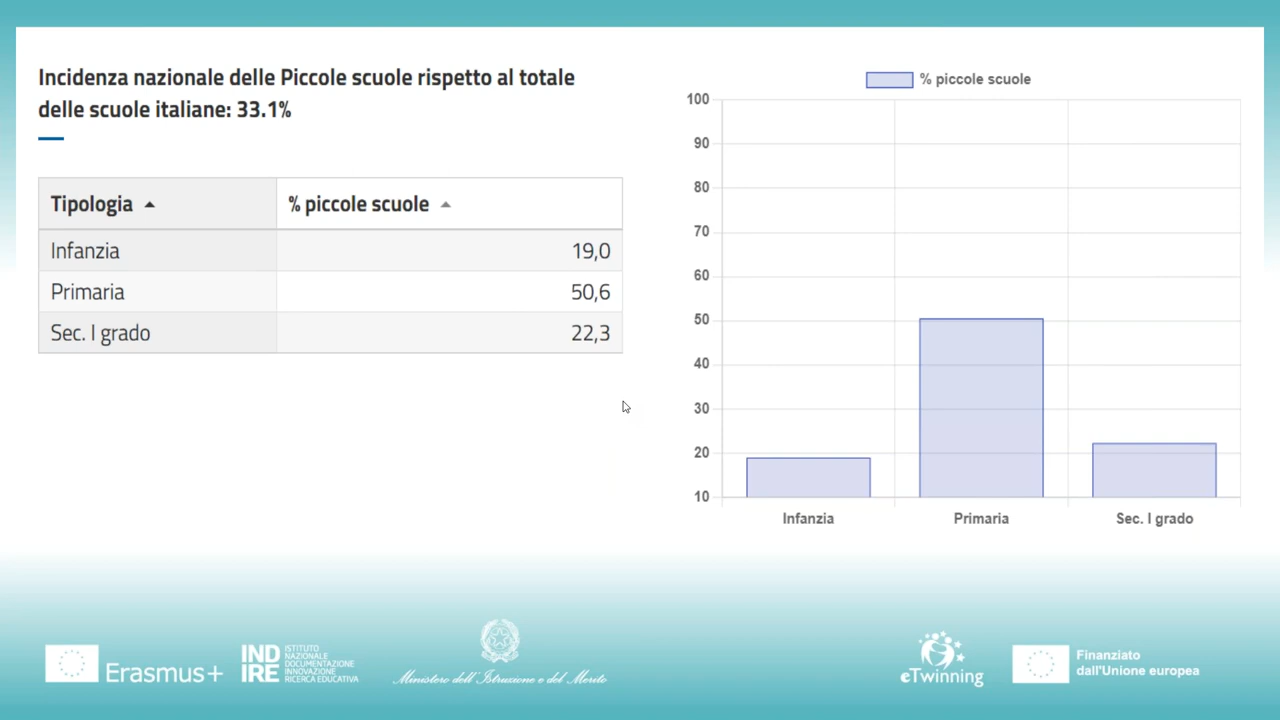 Incidenza nazionale delle Piccole scuole rispetto al totale
delle scuole italiane: 33.1%
Tipologia % piccole scuole
Infanzia 19,0
Primaria 50,6
Sec. I grado 22,3
% piccole scuole
100
90
80
70
60
50
40
30
20
10
Infanzia Primaria Sec. I grado
Erasmus+
INDIRE
ISTITUTO
NAZIONALE
DOCUMENTAZIONE
INNOVAZIONE
RICERCA EDUCATIVA
Ministero dell'Istruzione e del Merito
eTwinning
Finanziato
dall'Unione europea